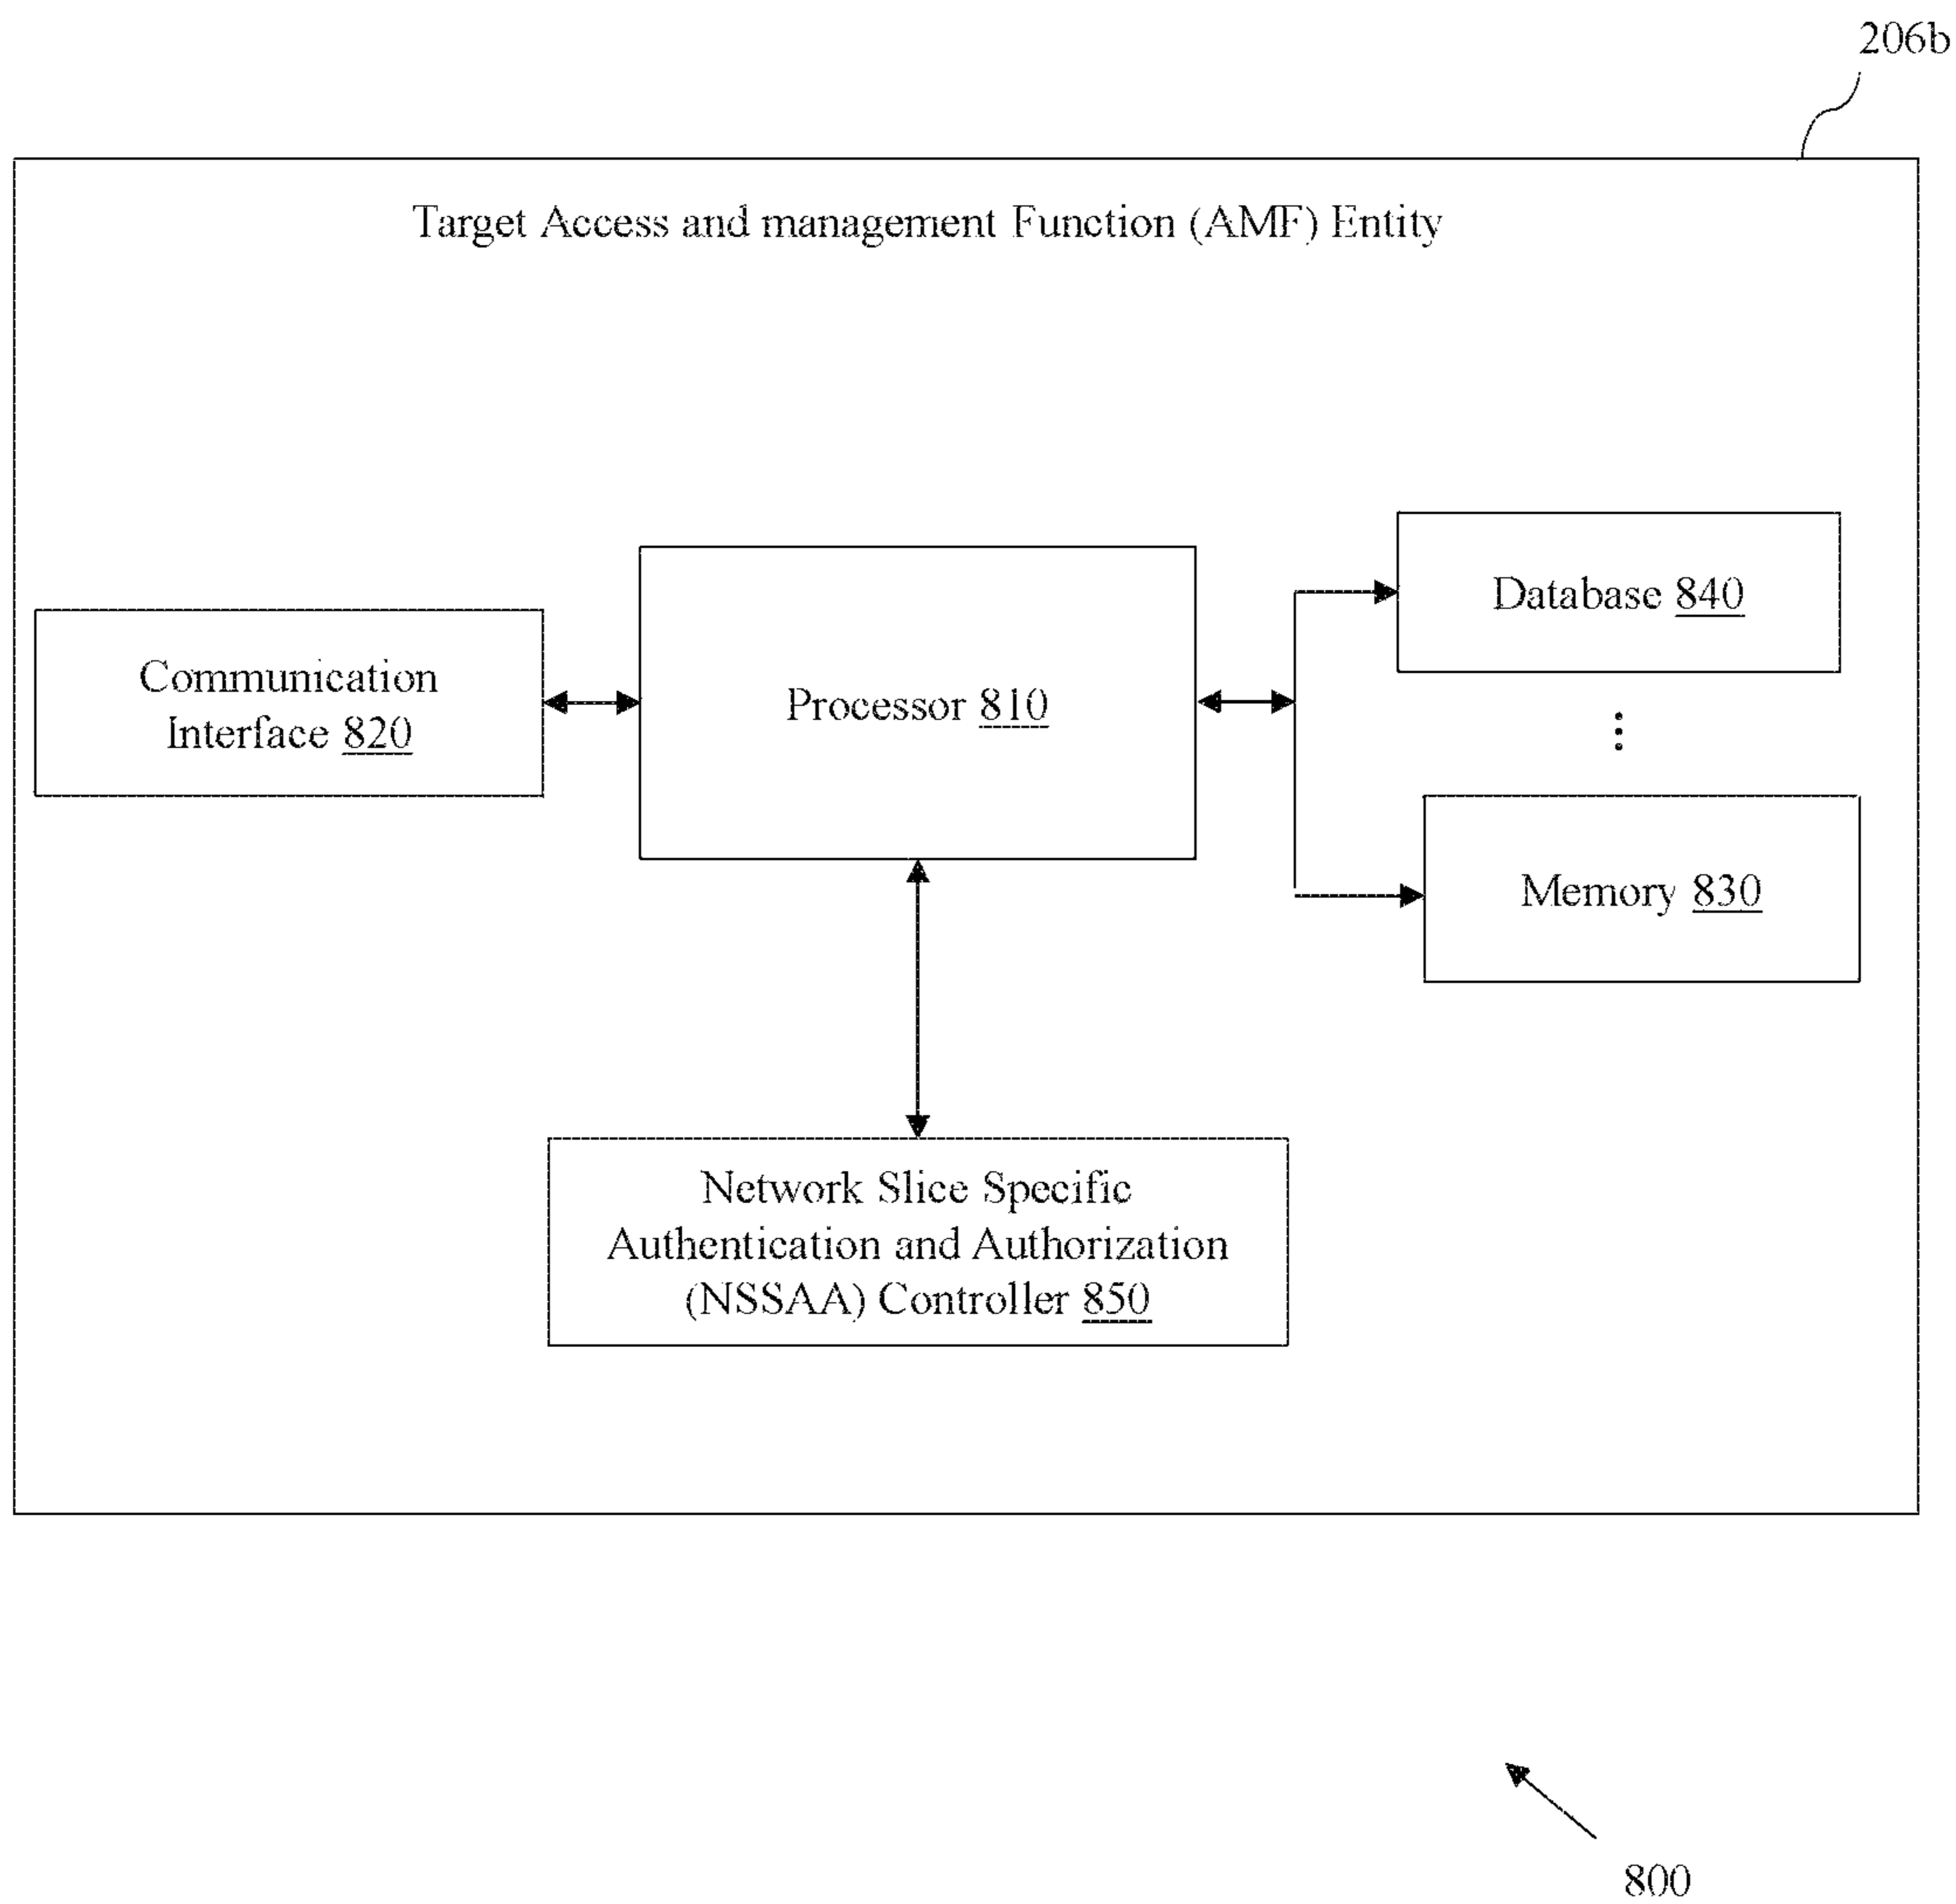 206b
Target Access and management Function (AMF) Entity
Database 840
Communication
Interface 820
Processor 810
Memory 830
Network Slice Specific
Authentication and Authorization
(NSSAA) Controller 850
800